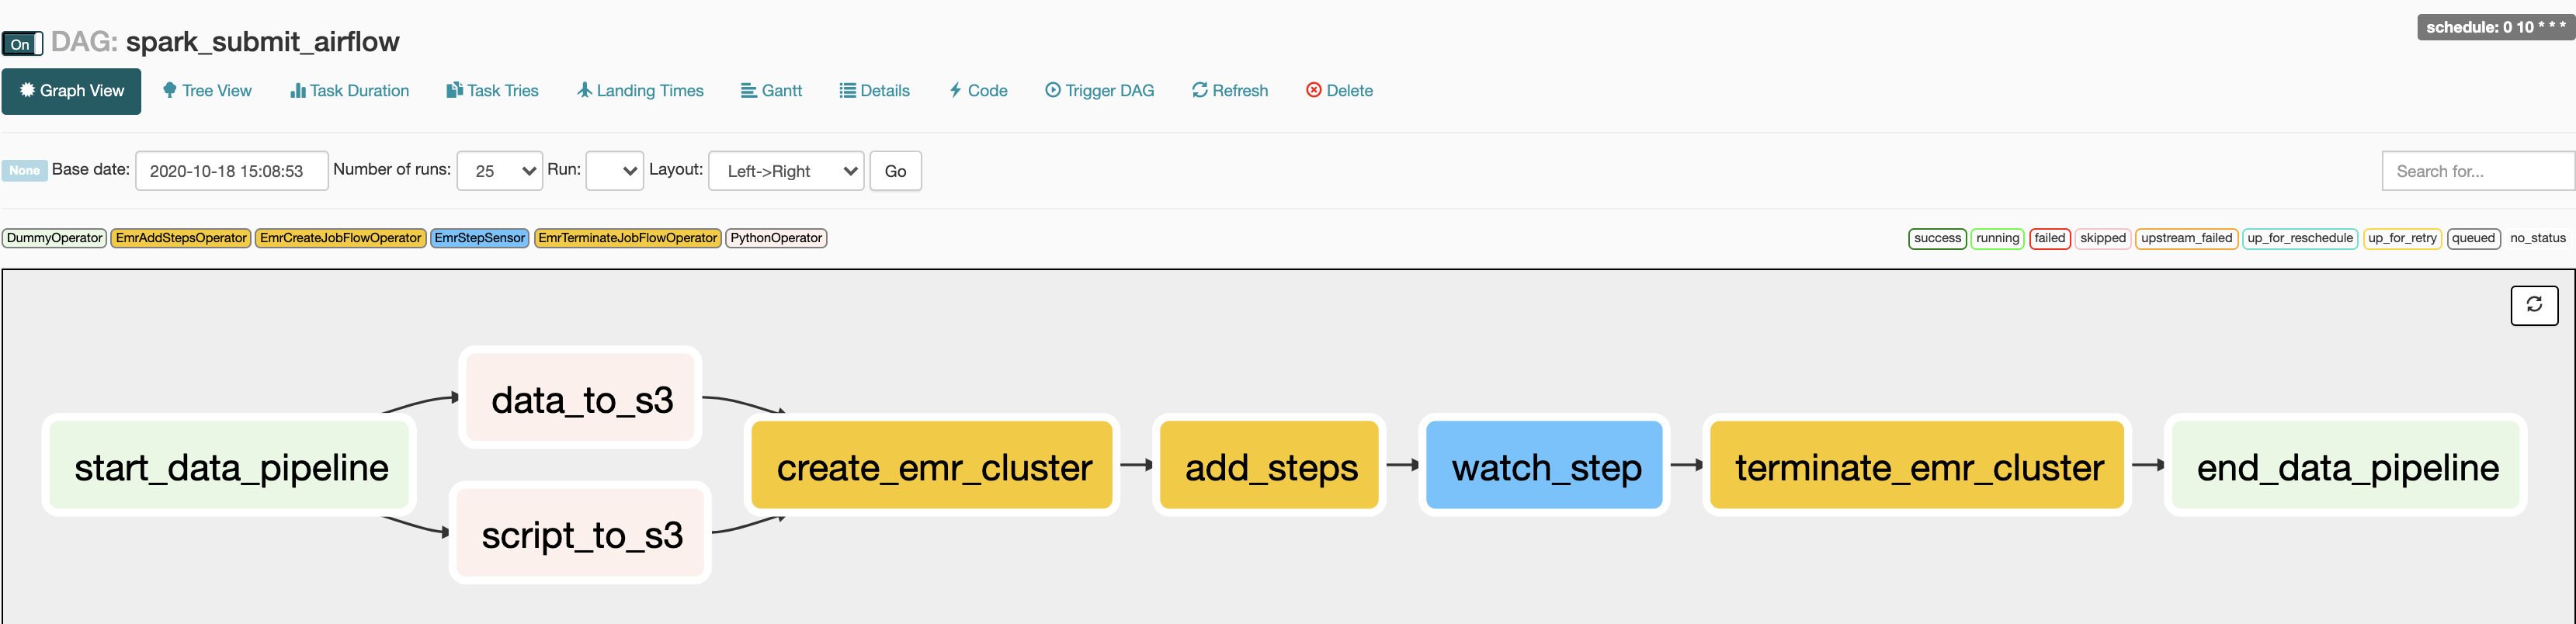 On DAG: spark_submit_airflow schedule: 0 10 * * *
Graph View Tree View Task Duration Task Tries Landing Times Gantt Details Code Trigger DAG Refresh Delete
None Base date: 2020-10-18 15:08:53 Number of runs: 25 Run: Layout: Left->Right Go Search for...
DummyOperator EmrAddStepsOperator EmrCreateJobFlowOperator EmrStepSensor EmrTerminateJobFlowOperator PythonOperator success running failed skipped upstream_failed up_for_reschedule up_for_retry queued no_status
data_to_s3
start_data_pipeline create_emr_cluster add_steps watch_step terminate_emr_cluster end_data_pipeline
script_to_s3